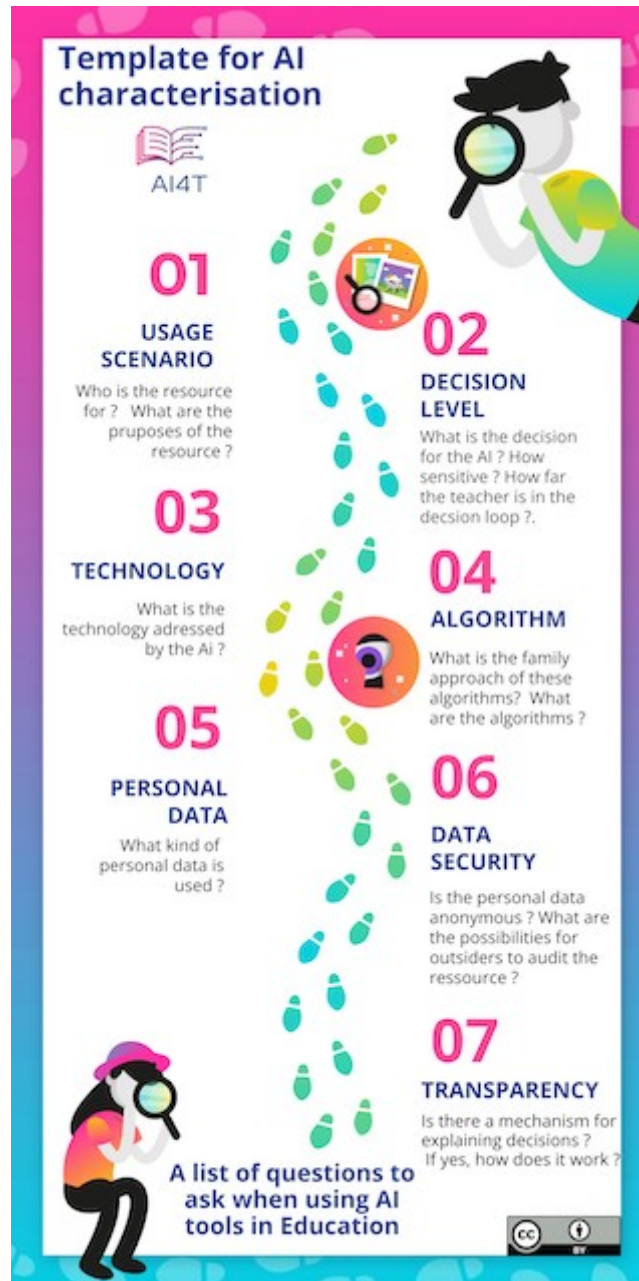 Template for AI
characterisation
AI4T
01
USAGE
SCENARIO
Who is the resource
for ? What are the
pruposes of the
resource ?
02
DECISION
LEVEL
What is the decision
for the AI ? How
sensitive ? How far
the teacher is in the
decsion loop ?.
03
TECHNOLOGY
What is the
technology adressed
by the Ai ?
04
ALGORITHM
What is the family
approach of these
algorithms? What
are the algorithms ?
05
PERSONAL
DATA
What kind of
personal data is
used ?
06
DATA
SECURITY
Is the personal data
anonymous ? What are
the possibilities for
outsiders to audit the
ressource ?
07
TRANSPARENCY
Is there a mechanism for
explaining decisions ?
If yes, how does it work ?
A list of questions to
ask when using AI
tools in Education
cc
BY